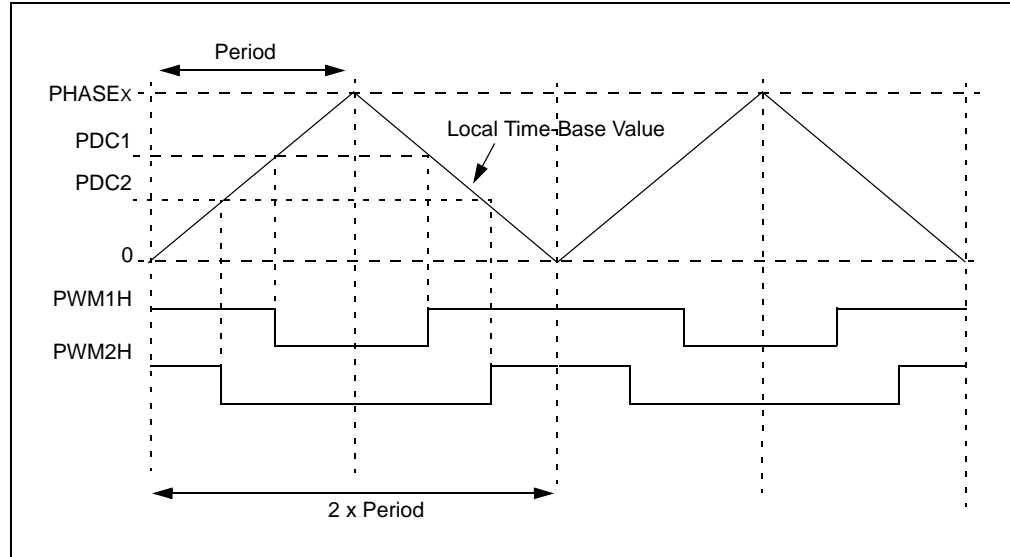 Period
PHASEX
PDC1
Local Time-Base Value
PDC2
0
PWM1H
PWM2H
2 x Period